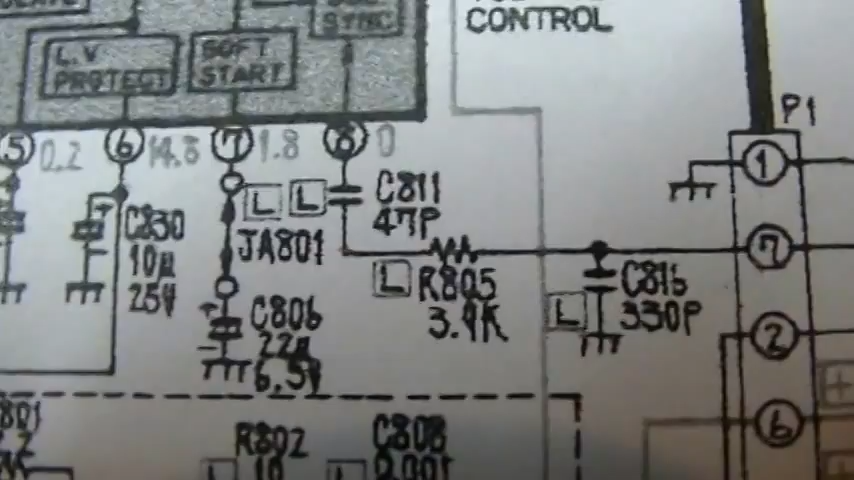 CONTROL
SYNC
L.V
PROTECT
SOFT
START
P1
5
0.2
6
14.8
7
1.8
8
0
1
C811
47P
L
L
C830
10µ
25V
JA801
7
L
R805
3.9K
C816
330P
L
C806
22µ
6.3V
2
6
R802
10
C808
L
L